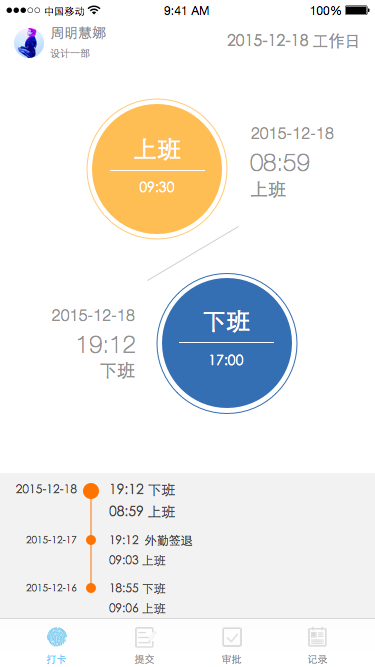 中国移动 9:41 AM 100%
周明慧娜
设计一部
2015-12-18 工作日
上班
09:30
2015-12-18
08:59
上班
2015-12-18
19:12
下班
下班
17:00
2015-12-18 19:12 下班
08:59 上班
2015-12-17 19:12 外勤签退
09:03 上班
2015-12-16 18:55 下班
09:06 上班
打卡 提交 审批 记录